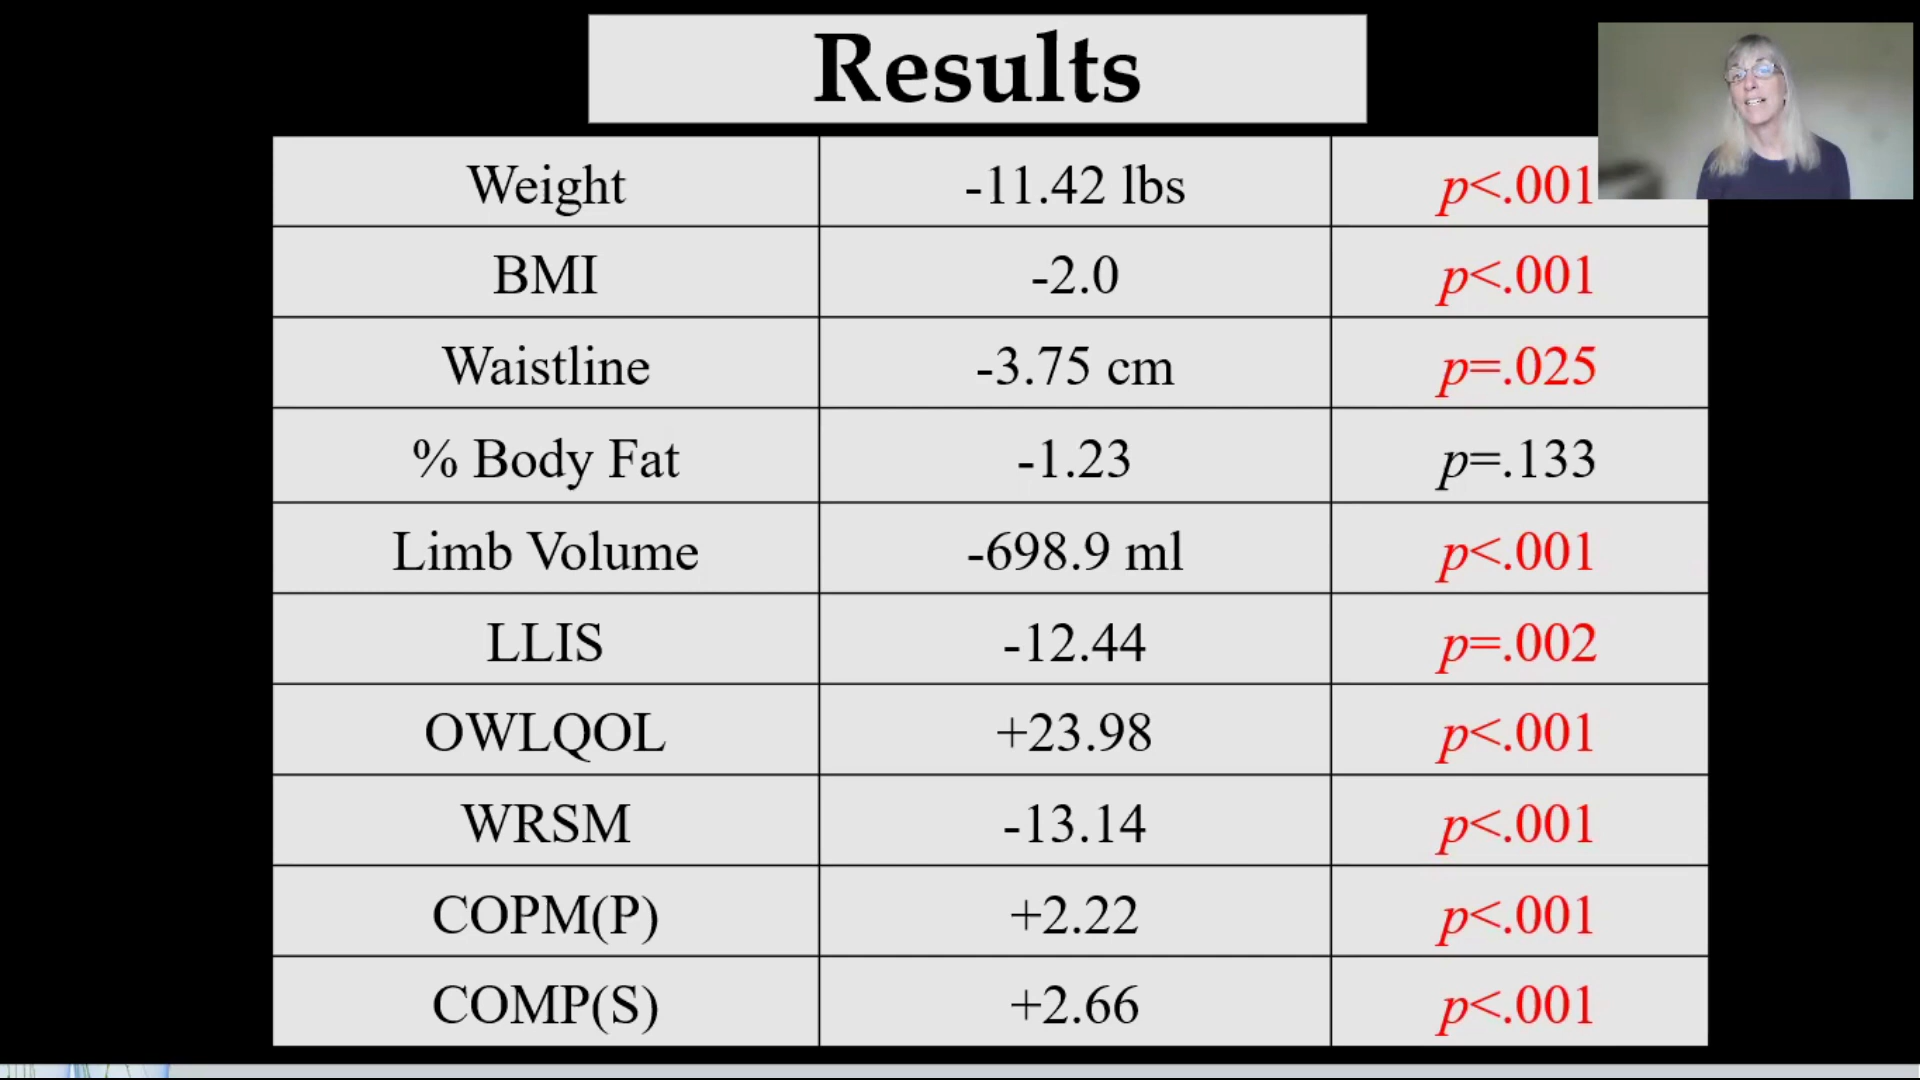 Results
Weight -11.42 lbs p<.001
BMI -2.0 p<.001
Waistline -3.75 cm p=.025
% Body Fat -1.23 p=.133
Limb Volume -698.9 ml p<.001
LLIS -12.44 p=.002
OWLQOL +23.98 p<.001
WRSM -13.14 p<.001
COPM(P) +2.22 p<.001
COMP(S) +2.66 p<.001